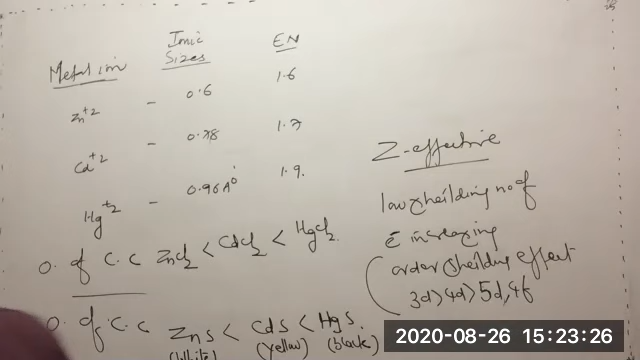 Metal ion Ionic Sizes EN
Zn+2 - 0.6 1.6
Cd+2 - 0.78 1.7
Hg+2 - 0.96A° 1.9.
Z-effective
low sheilding no of
e increasing
order sheilding effect
3d>4d>5d,4f
O. of C.C ZnCl2 < CdCl2 < HgCl2.
O. of C.C ZnS < CdS < HgS.
(White) (yellow) (black)
2020-08-26 15:23:26